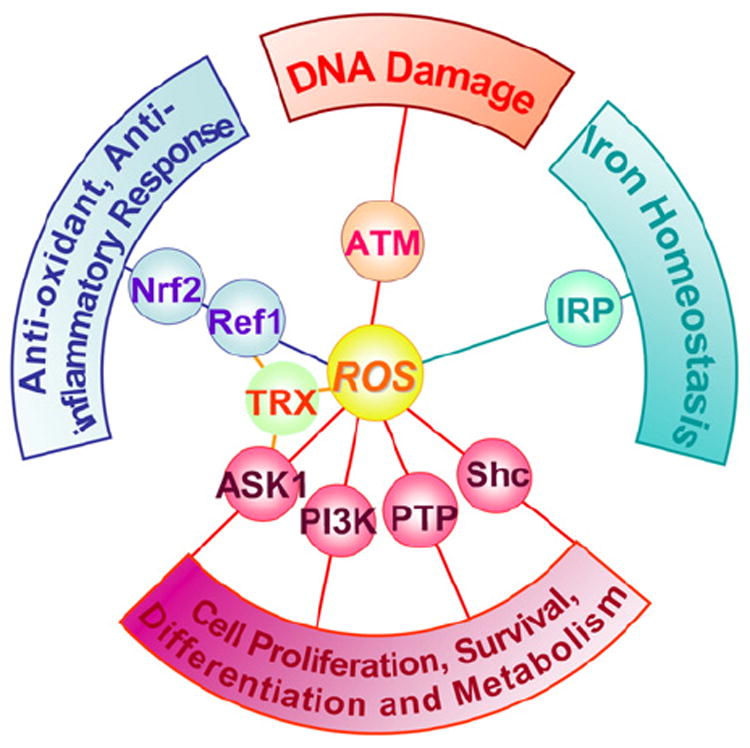 DNA Damage
Anti-oxidant, Anti-
inflammatory Response
Iron Homeostasis
ATM
Nrf2
Ref1
IRP
ROS
TRX
ASK1
PI3K
PTP
Shc
Cell Proliferation, Survival,
Differentiation and Metabolism